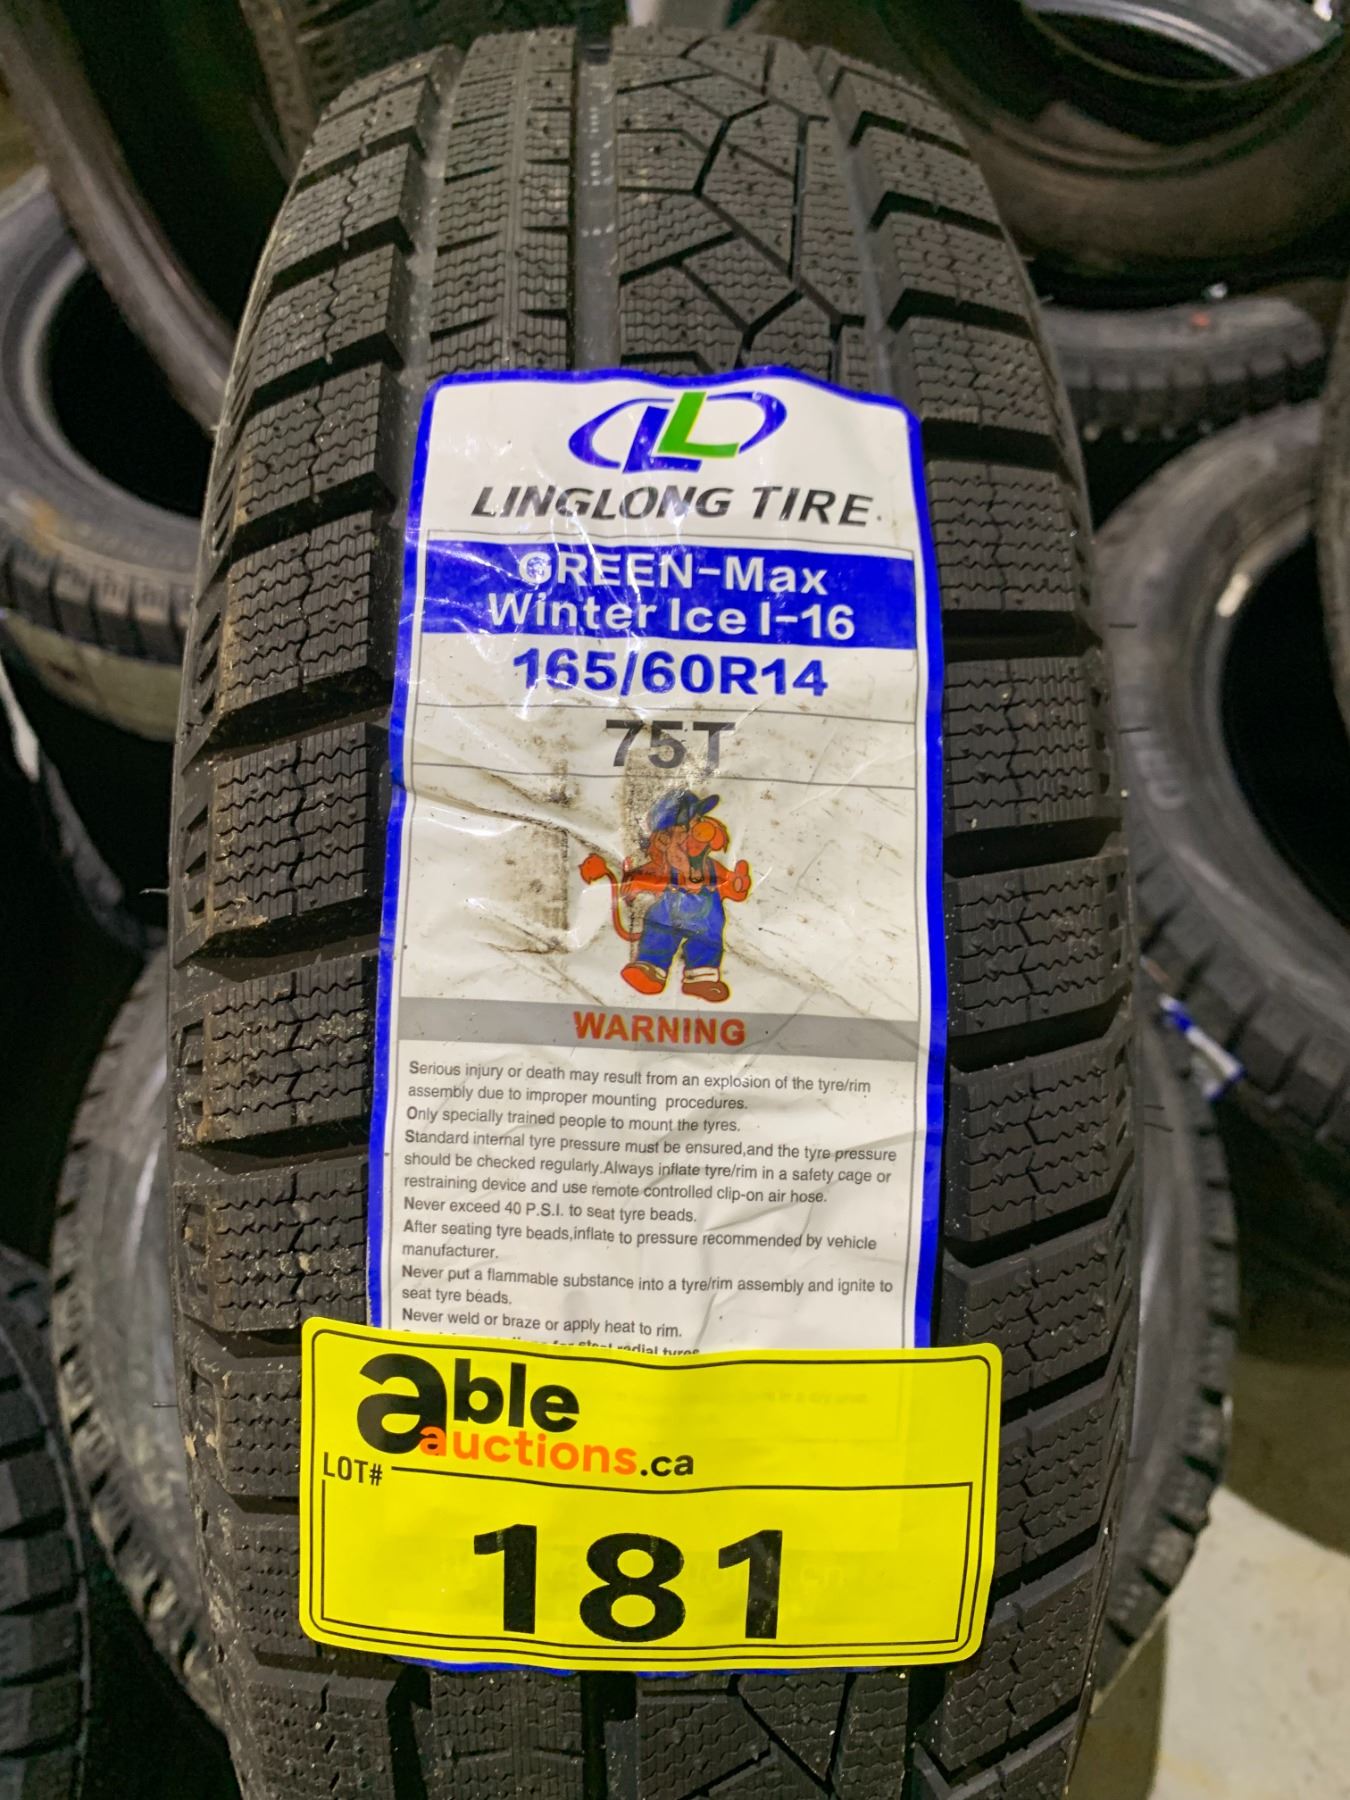 LL
LINGLONG TIRE
GREEN-Max
Winter Ice I-16
165/60R14
75T
WARNING
Serious injury or death may result from an explosion of the tyre/rim
assembly due to improper mounting procedures.
Only specially trained people to mount the tyres.
Standard internal tyre pressure must be ensured,and the tyre pressure
should be checked regularly.Always inflate tyre/rim in a safety cage or
restraining device and use remote controlled clip-on air hose.
Never exceed 40 P.S.I. to seat tyre beads.
After seating tyre beads,inflate to pressure recommended by vehicle
manufacturer.
Never put a flammable substance into a tyre/rim assembly and ignite to
seat tyre beads.
Never weld or braze or apply heat to rim.
for steel radial tyres
able
auctions.ca
LOT#
181